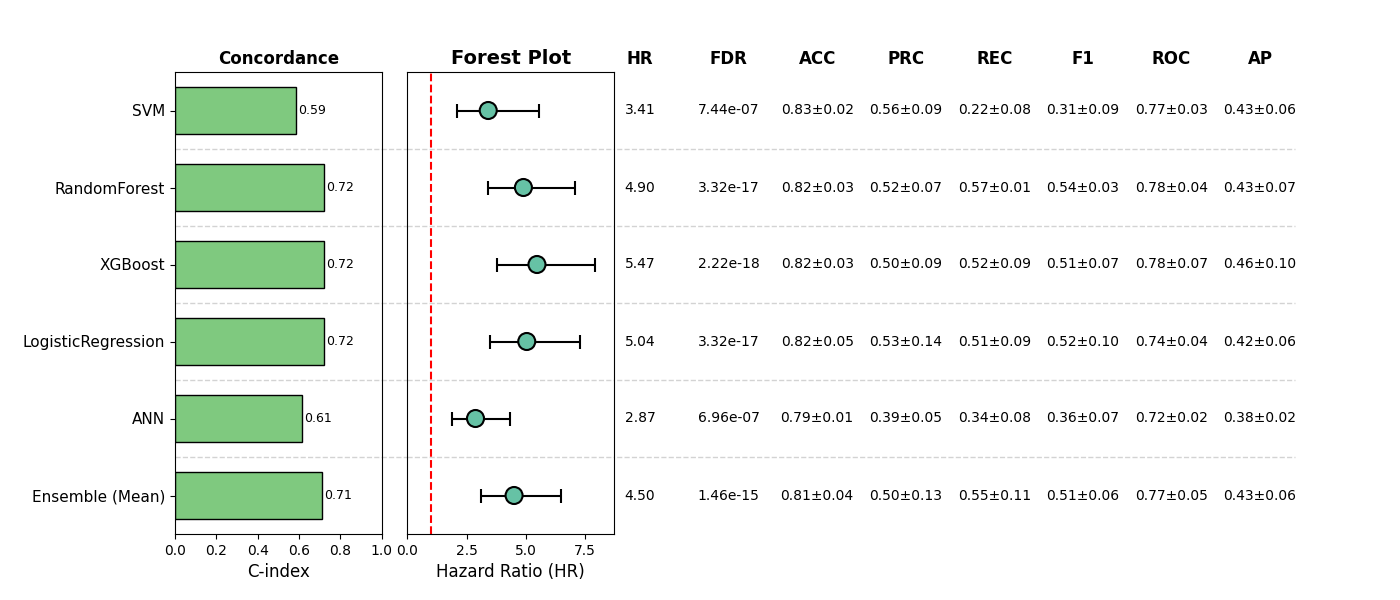 Concordance Forest Plot HR FDR ACC PRC REC F1 ROC AP
SVM 0.59 3.41 7.44e-07 0.83±0.02 0.56±0.09 0.22±0.08 0.31±0.09 0.77±0.03 0.43±0.06
RandomForest 0.72 4.90 3.32e-17 0.82±0.03 0.52±0.07 0.57±0.01 0.54±0.03 0.78±0.04 0.43±0.07
XGBoost 0.72 5.47 2.22e-18 0.82±0.03 0.50±0.09 0.52±0.09 0.51±0.07 0.78±0.07 0.46±0.10
LogisticRegression 0.72 5.04 3.32e-17 0.82±0.05 0.53±0.14 0.51±0.09 0.52±0.10 0.74±0.04 0.42±0.06
ANN 0.61 2.87 6.96e-07 0.79±0.01 0.39±0.05 0.34±0.08 0.36±0.07 0.72±0.02 0.38±0.02
Ensemble (Mean) 0.71 4.50 1.46e-15 0.81±0.04 0.50±0.13 0.55±0.11 0.51±0.06 0.77±0.05 0.43±0.06
0.0 0.2 0.4 0.6 0.8 1.0 0.0 2.5 5.0 7.5
C-index Hazard Ratio (HR)